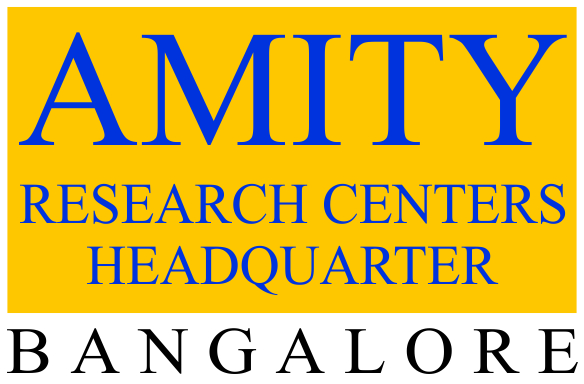 AMITY
RESEARCH CENTERS
HEADQUARTER
BANGALORE